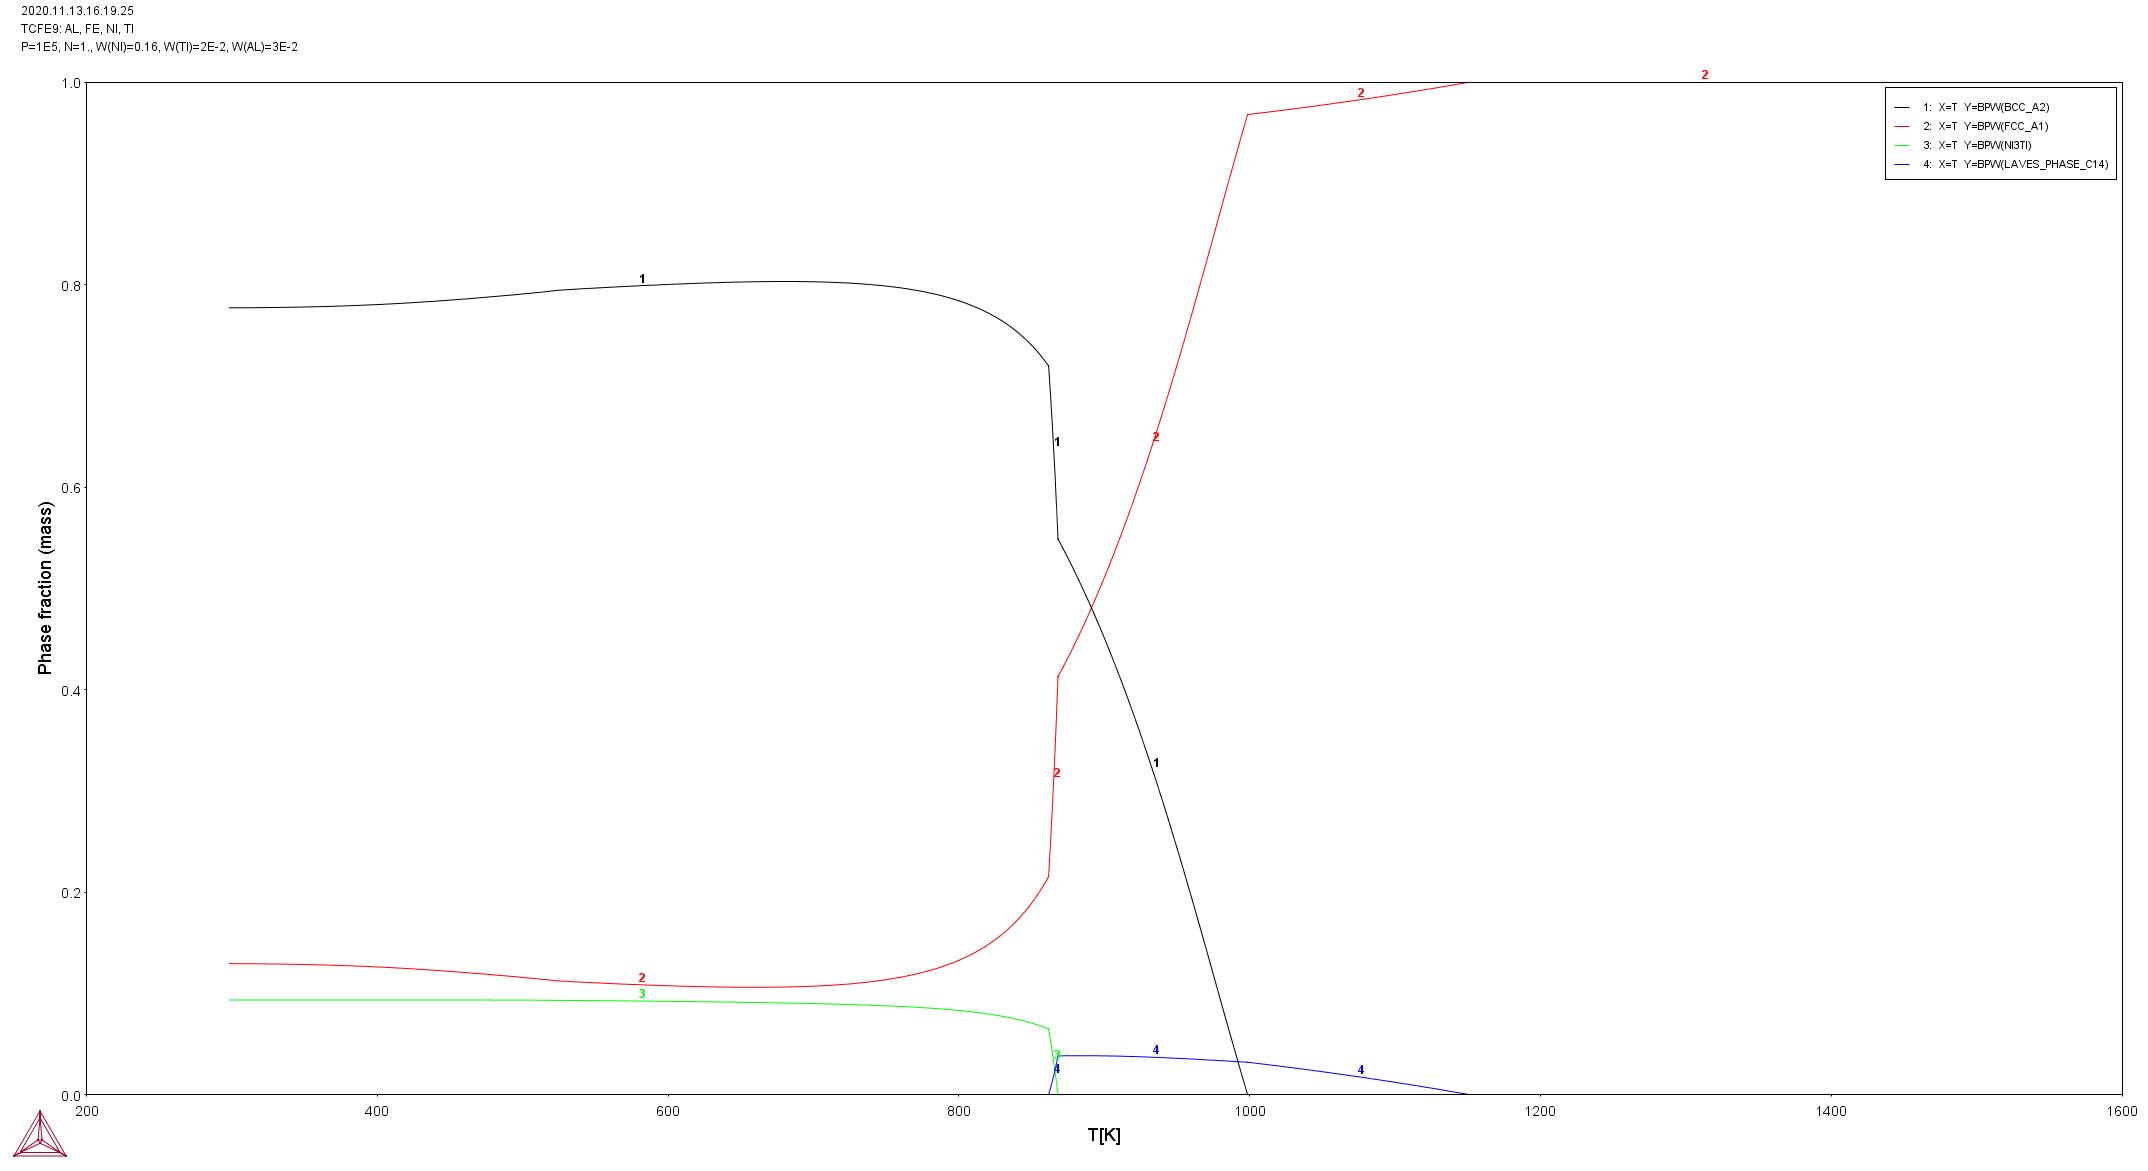 2020.11.13.16.19.25
TCFE9: AL, FE, NI, TI
P=1E5, N=1., W(NI)=0.16, W(TI)=2E-2, W(AL)=3E-2
2
1.0
2
1: X=T Y=BPW(BCC_A2)
2: X=T Y=BPW(FCC_A1)
3: X=T Y=BPW(NI3TI)
4: X=T Y=BPW(LAVES_PHASE_C14)
1
0.8
2
1
0.6
Phase fraction (mass)
0.4
1
2
0.2
2
3
4
3
4
4
0.0
200 400 600 800 1000 1200 1400 1600
T[K]